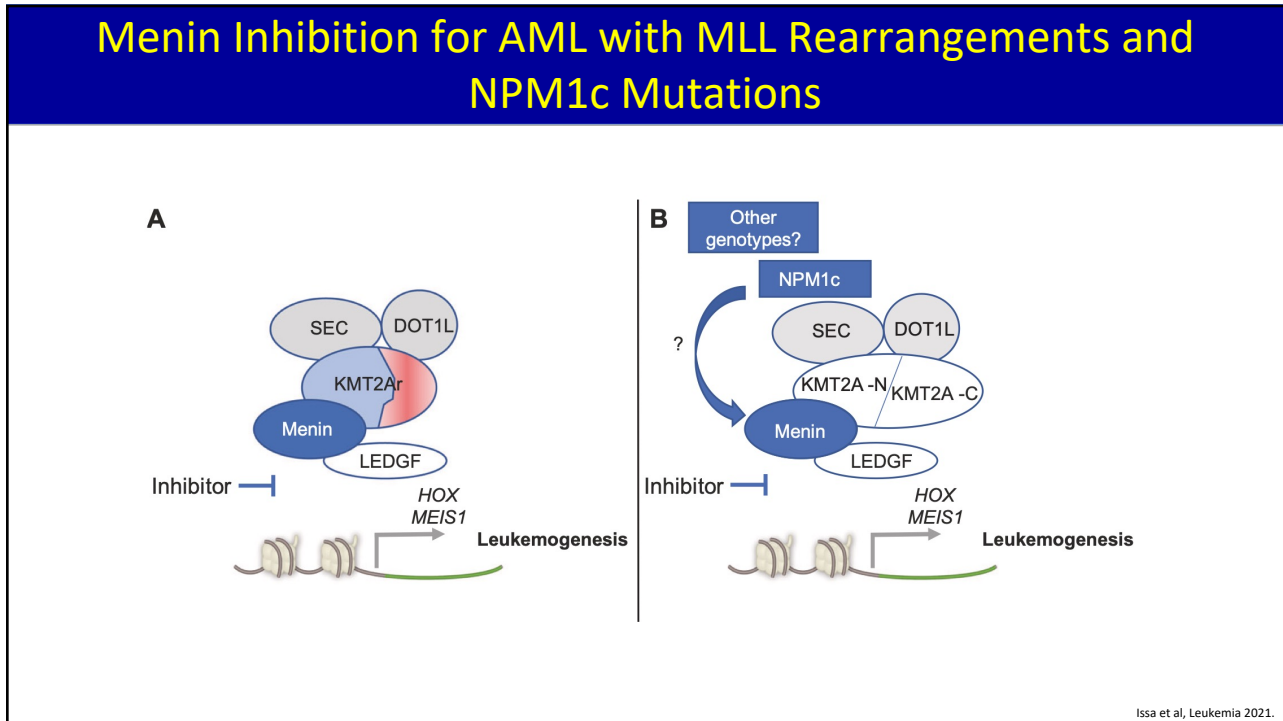 Menin Inhibition for AML with MLL Rearrangements and
NPM1c Mutations
A
SEC
DOT1L
KMT2Ar
Menin
LEDGF
Inhibitor
HOX
MEIS1
Leukemogenesis
B
Other
genotypes?
NPM1c
?
SEC
DOT1L
KMT2A -N
KMT2A -C
Menin
LEDGF
Inhibitor
HOX
MEIS1
Leukemogenesis
Issa et al, Leukemia 2021.